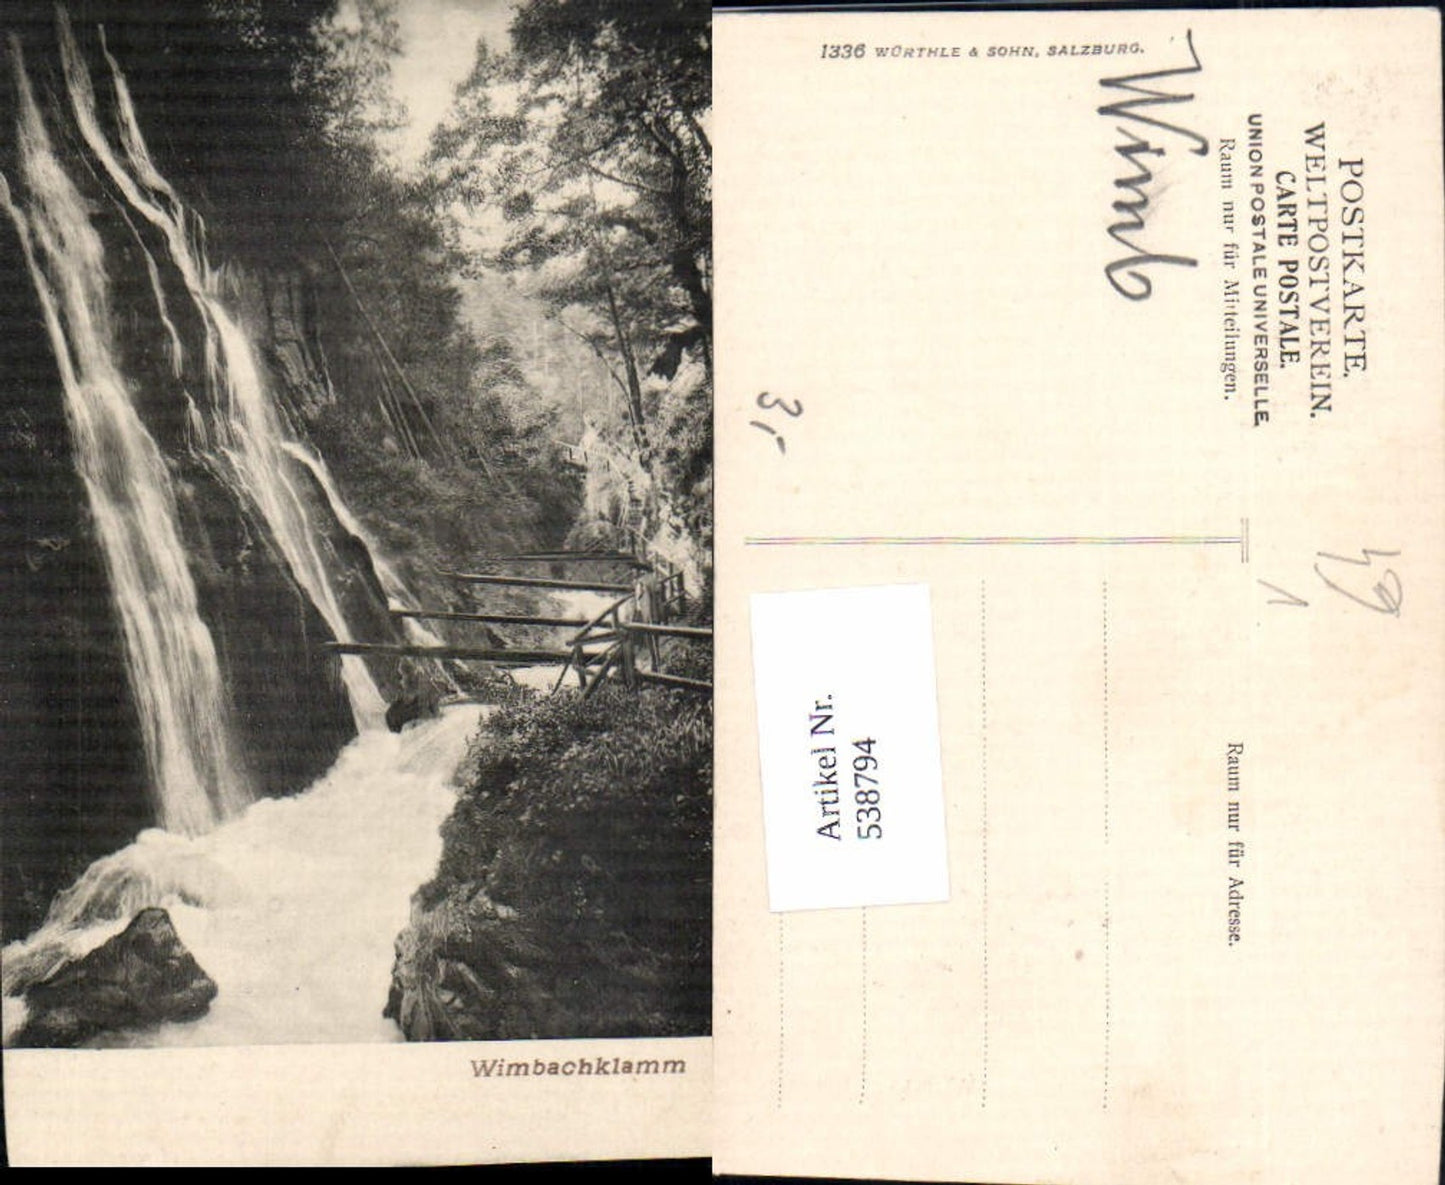 Wimbachklamm
1336 WÜRTHLE & SOHN, SALZBURG.
POSTKARTE.
WELTPOSTVEREIN.
CARTE POSTALE.
UNION POSTALE UNIVERSELLE.
Raum nur für Mitteilungen.
Wimb
3,-
1
Artikel Nr.
538794
Raum nur für Adresse.